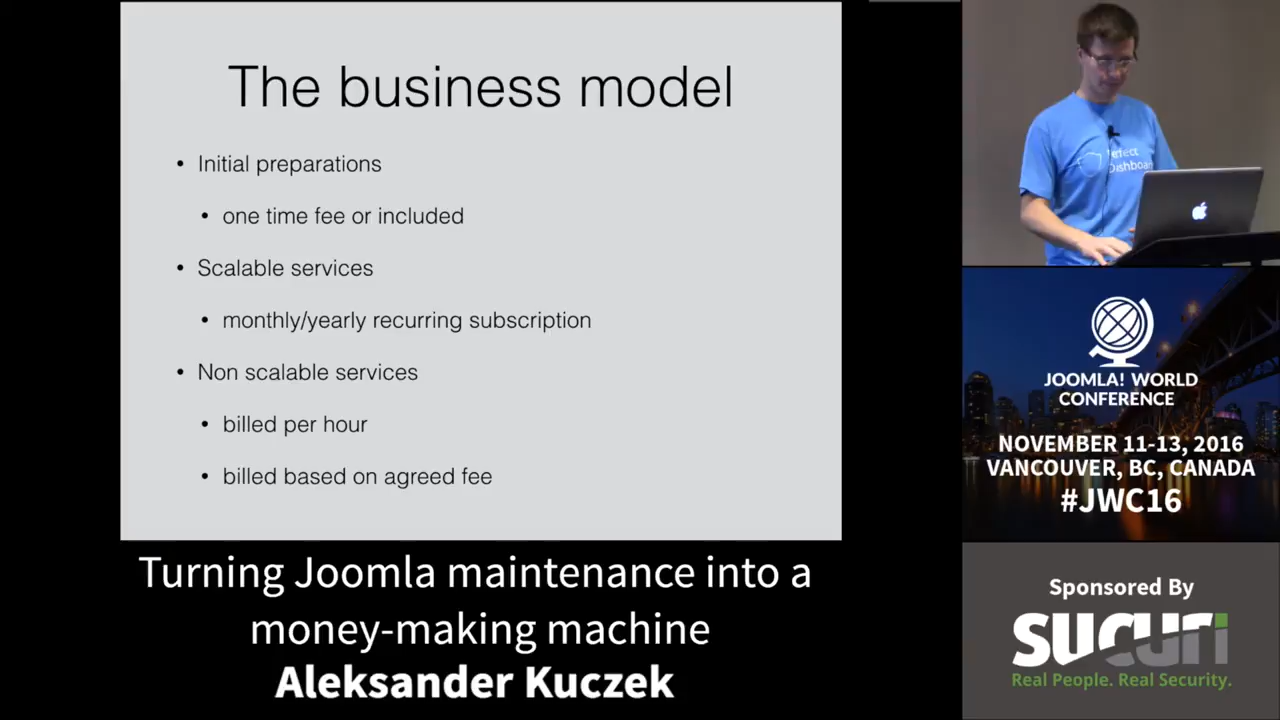 The business model
• Initial preparations
• one time fee or included
• Scalable services
• monthly/yearly recurring subscription
• Non scalable services
• billed per hour
• billed based on agreed fee
Turning Joomla maintenance into a
money-making machine
Aleksander Kuczek
Dashboard
JOOMLA! WORLD
CONFERENCE
NOVEMBER 11-13, 2016
VANCOUVER, BC, CANADA
#JWC16
Sponsored By
SUCURI
Real People. Real Security.